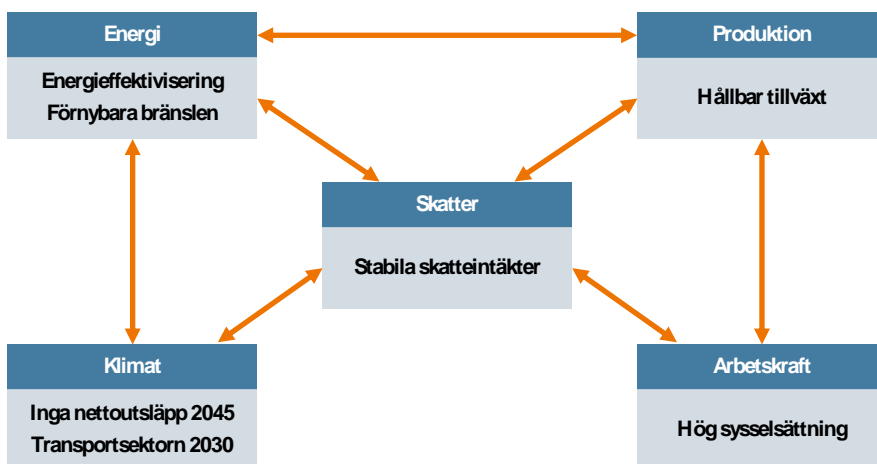 Energi
Energieffektivisering
Förnybara bränslen
Produktion
Hållbar tillväxt
Skatter
Stabila skatteintäkter
Klimat
Inga nettoutsläpp 2045
Transportsektorn 2030
Arbetskraft
Hög sysselsättning